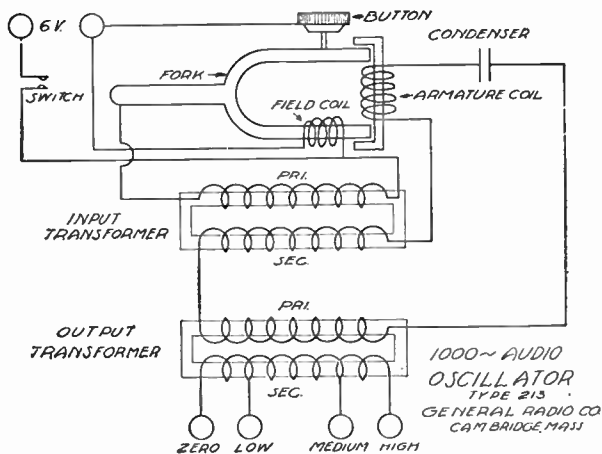 6V.
BUTTON
CONDENSER
FORK
SWITCH
FIELD COIL
ARMATURE COIL
PRI.
INPUT
TRANSFORMER
SEC.
PRI.
OUTPUT
TRANSFORMER
SEC.
1000~ AUDIO
OSCILLATOR
TYPE 213
GENERAL RADIO CO.
CAMBRIDGE, MASS
ZERO LOW MEDIUM HIGH